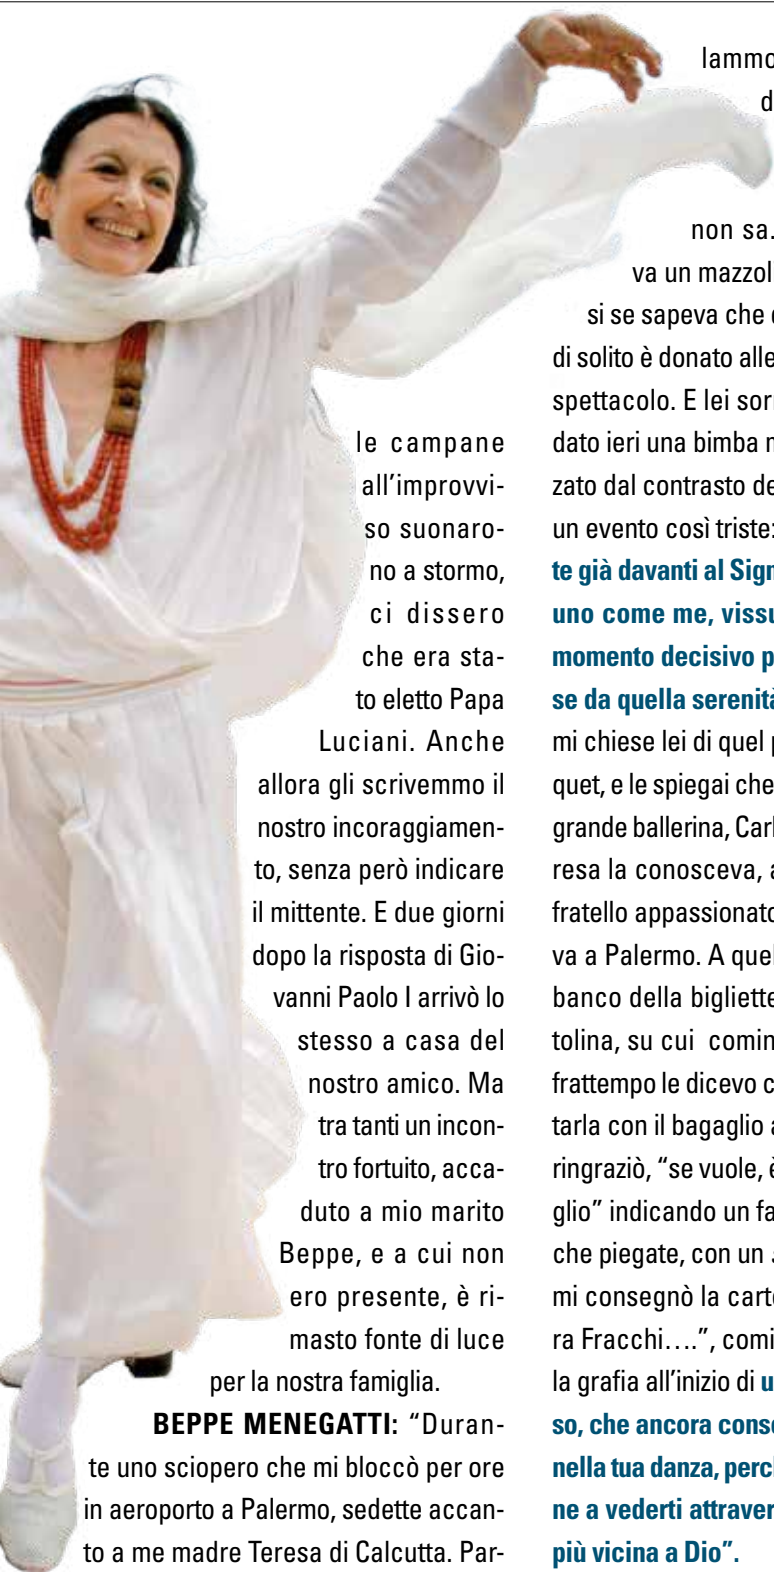 le campane
all’improvvi-
so suonaro-
no a stormo,
ci dissero
che era sta-
to eletto Papa
Luciani. Anche
allora gli scrivemmo il
nostro incoraggiamen-
to, senza però indicare
il mittente. E due giorni
dopo la risposta di Gio-
vanni Paolo I arrivò lo
stesso a casa del
nostro amico. Ma
tra tanti un incon-
tro fortuito, acca-
duto a mio marito
Beppe, e a cui non
ero presente, è ri-
masto fonte di luce
per la nostra famiglia.
BEPPE MENEGATTI: “Duran-
te uno sciopero che mi bloccò per ore
in aeroporto a Palermo, sedette accan-
to a me madre Teresa di Calcutta. Par-
lammo
d
non sa.
va un mazzol
si se sapeva che
di solito è donato alle
spettacolo. E lei sorr
dato ieri una bimba
zato dal contrasto de
un evento così triste:
te già davanti al Sign
uno come me, vissu
momento decisivo p
se da quella serenità
mi chiese lei di quel p
quet, e le spiegai che
grande ballerina, Carl
resa la conosceva, a
fratello appassionato
va a Palermo. A quel
banco della bigliette
tolina, su cui comin
frattempo le dicevo c
tarla con il bagaglio a
ringraziò, “se vuole, è
glio” indicando un fa
che piegate, con un s
mi consegnò la carto
ra Fracchi….”, comi
la grafia all’inizio di u
so, che ancora conse
nella tua danza, perch
ne a vederti attraver
più vicina a Dio”.